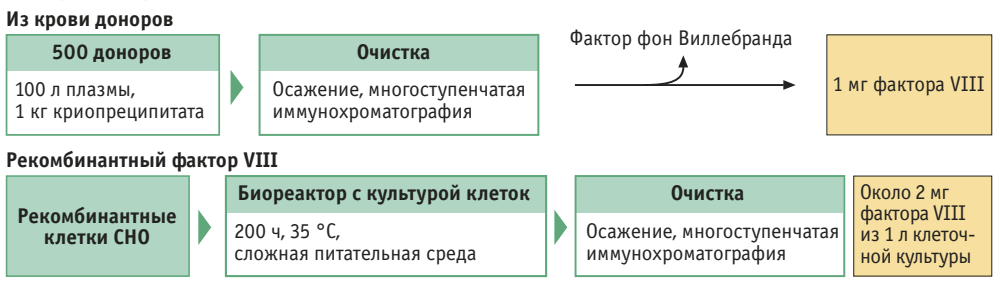 Из крови доноров
500 доноров
100 л плазмы,
1 кг криопреципитата
Очистка
Осажение, многоступенчатая
иммунохроматография
Фактор фон Виллебранда
1 мг фактора VIII
Рекомбинантный фактор VIII
Рекомбинантные
клетки CHO
Биореактор с культурой клеток
200 ч, 35 °C,
сложная питательная среда
Очистка
Осажение, многоступенчатая
иммунохроматография
Около 2 мг
фактора VIII
из 1 л клеточ-
ной культуры